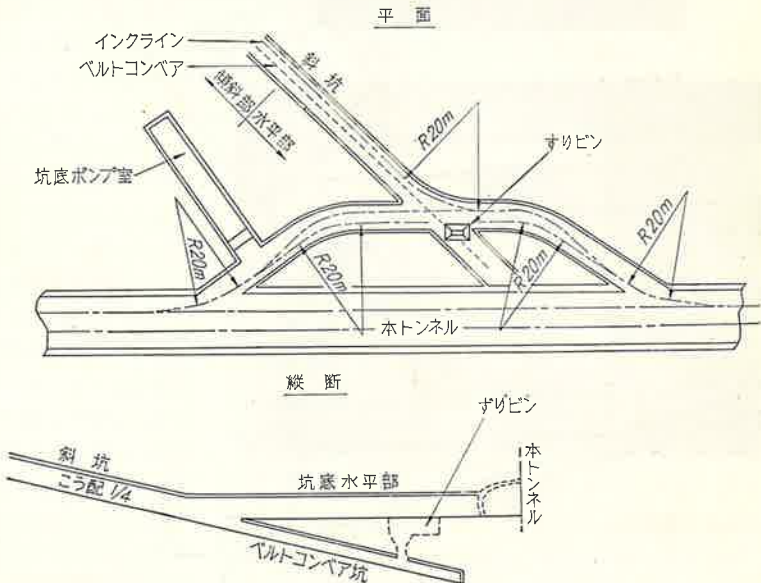 平面
インクライン
ベルトコンベア
斜坑
傾斜部
水平部
R20m
すりビン
坑底ポンプ室
R20m
R20m
R20m
R20m
本トンネル
縦断
ずりビン
斜坑
こう配 1/4
坑底水平部
本トンネル
ベルトコンベア坑